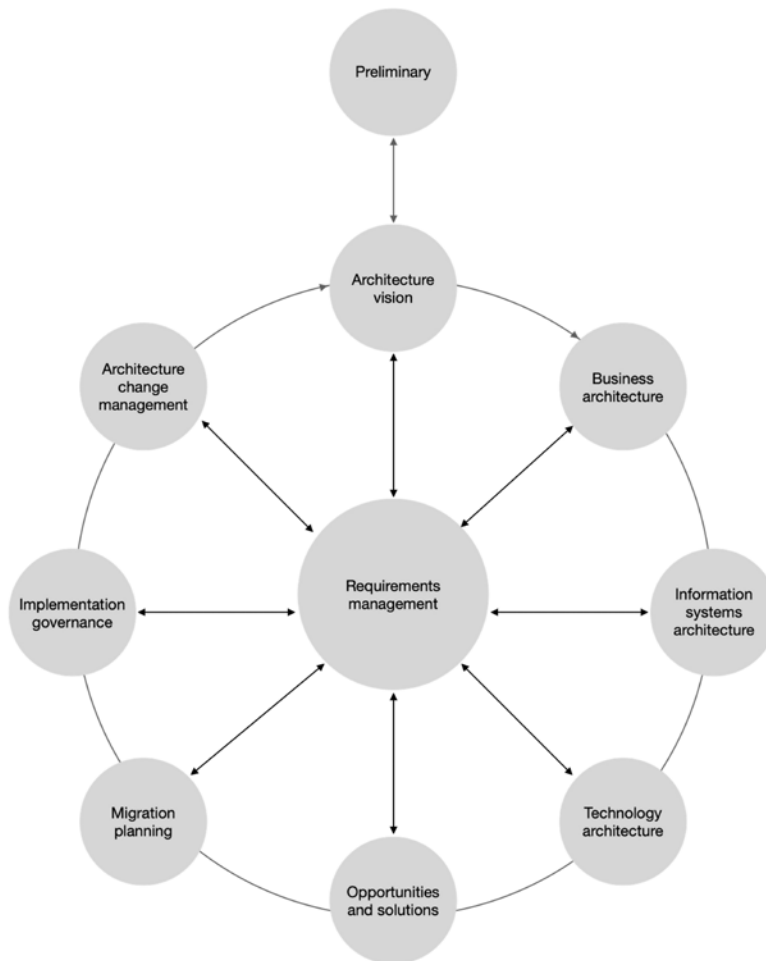 Preliminary
Architecture
vision
Architecture
change
management
Business
architecture
Requirements
management
Implementation
governance
Information
systems
architecture
Migration
planning
Technology
architecture
Opportunities
and solutions